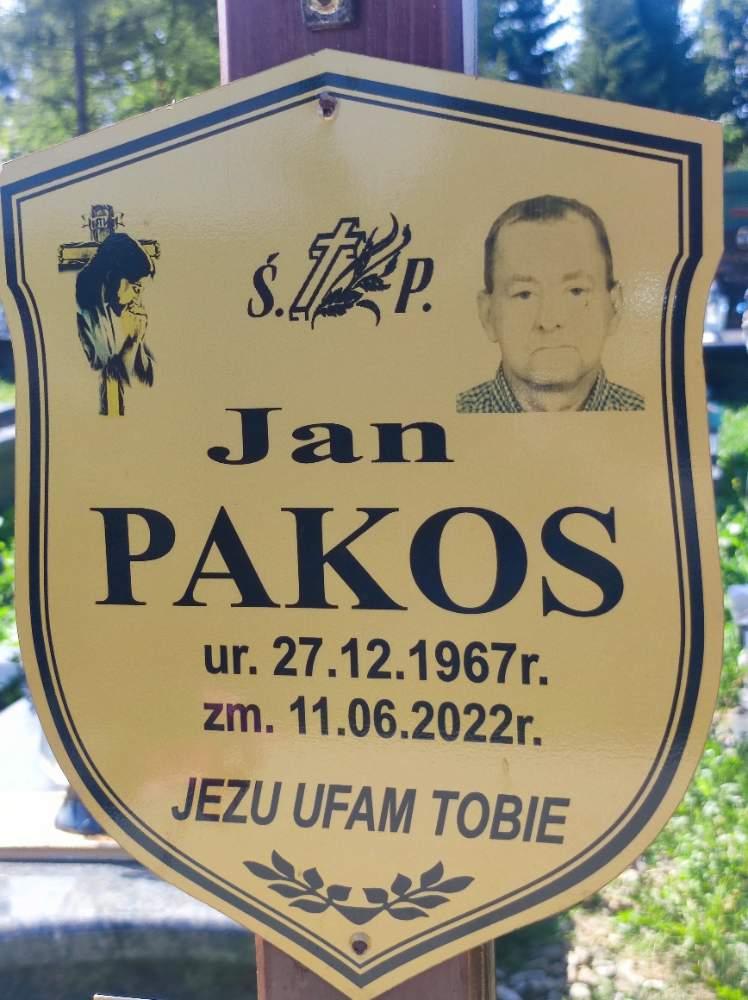 Ś. P.
Jan
PAKOS
ur. 27.12.1967r.
zm. 11.06.2022r.
JEZU UFAM TOBIE